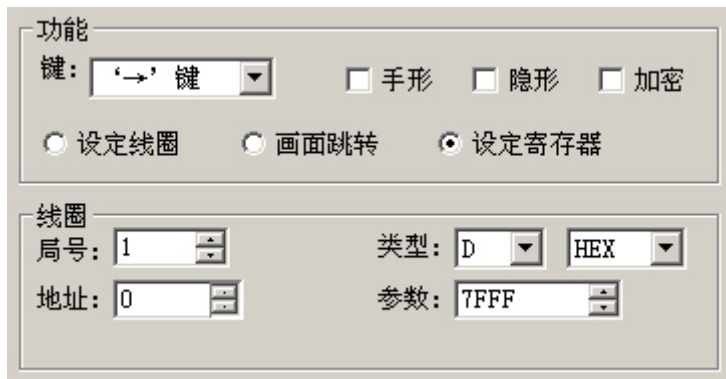 功能
键: ‘→’ 键 手形 隐形 加密
设定线圈 画面跳转 设定寄存器
线圈
局号: 1 类型: D HEX
地址: 0 参数: 7FFF